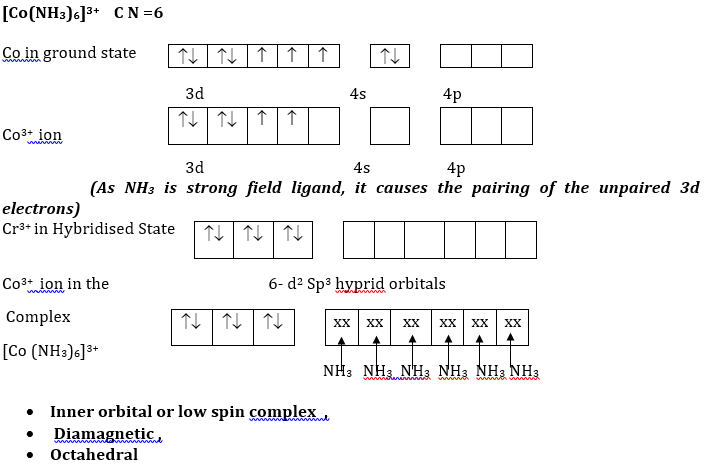 [Co(NH₃)₆]³⁺ C N =6
Co in ground state ↑↓ ↑↓ ↑ ↑ ↑ ↑↓
3d 4s 4p
Co³⁺ ion ↑↓ ↑↓ ↑ ↑
3d 4s 4p
(As NH₃ is strong field ligand, it causes the pairing of the unpaired 3d
electrons)
Cr³⁺ in Hybridised State ↑↓ ↑↓ ↑↓
Co³⁺ ion in the 6- d² Sp³ hyprid orbitals
Complex ↑↓ ↑↓ ↑↓ xx xx xx xx xx xx
[Co (NH₃)₆]³⁺
NH₃ NH₃ NH₃ NH₃ NH₃ NH₃
• Inner orbital or low spin complex ,
• Diamagnetic ,
• Octahedral